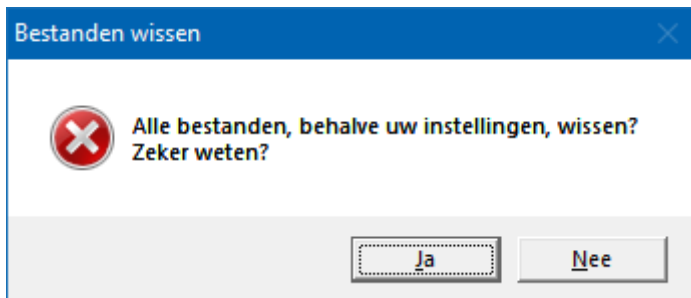 Bestanden wissen
Alle bestanden, behalve uw instellingen, wissen?
Zeker weten?
Ja
Nee